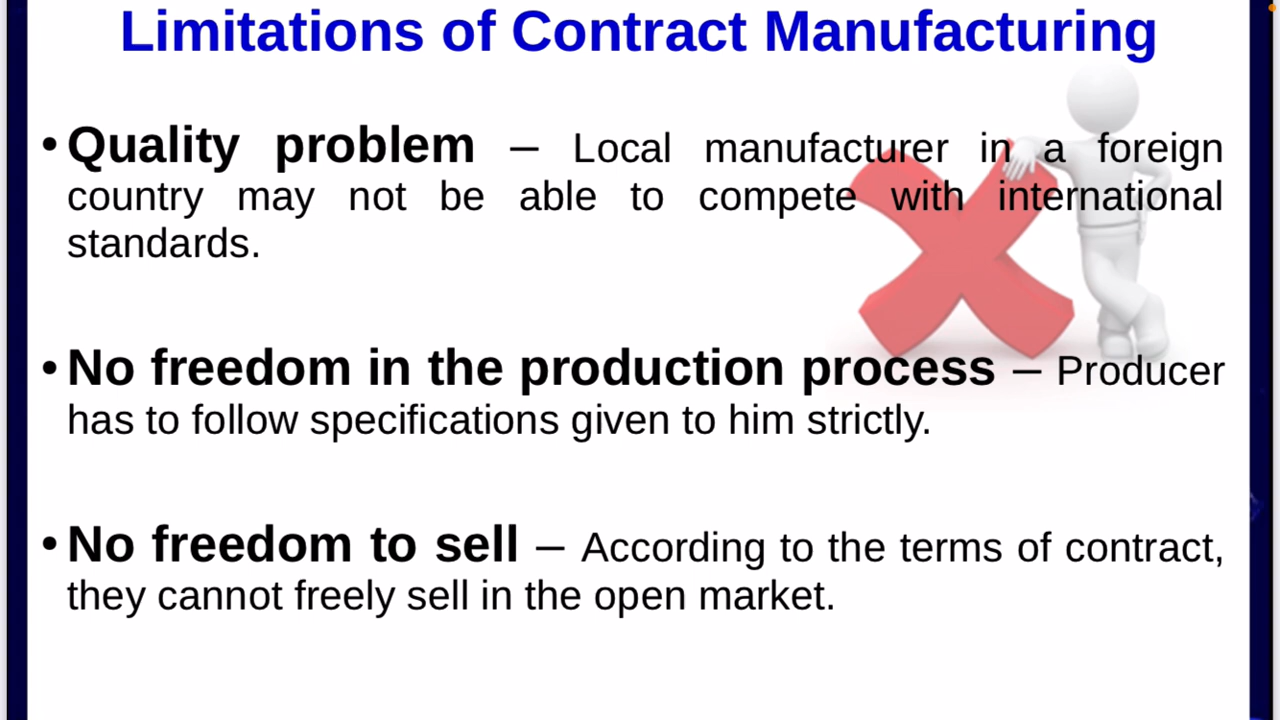 Limitations of Contract Manufacturing
• Quality problem – Local manufacturer in a foreign
country may not be able to compete with international
standards.
• No freedom in the production process – Producer
has to follow specifications given to him strictly.
• No freedom to sell – According to the terms of contract,
they cannot freely sell in the open market.